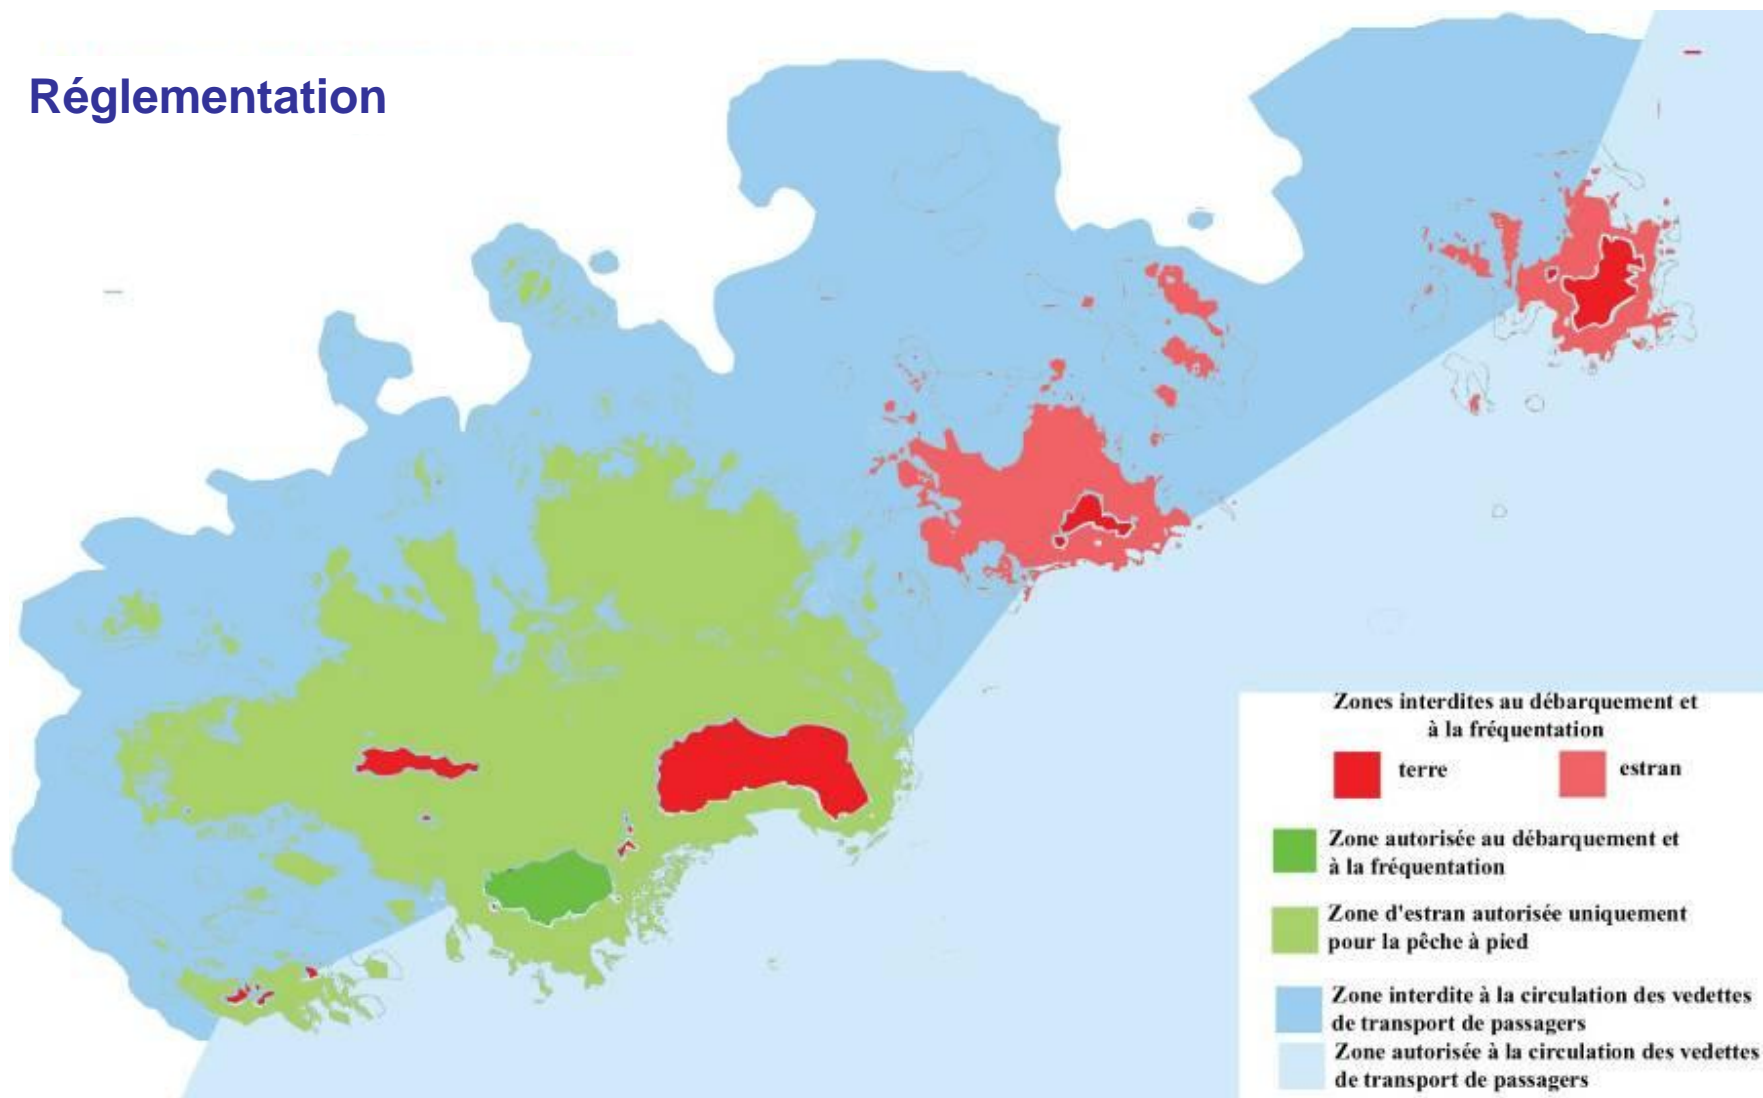 Réglementation
Zones interdites au débarquement et
à la fréquentation
terre
estran
Zone autorisée au débarquement et
à la fréquentation
Zone d'estran autorisée uniquement
pour la pêche à pied
Zone interdite à la circulation des vedettes
de transport de passagers
Zone autorisée à la circulation des vedettes
de transport de passagers